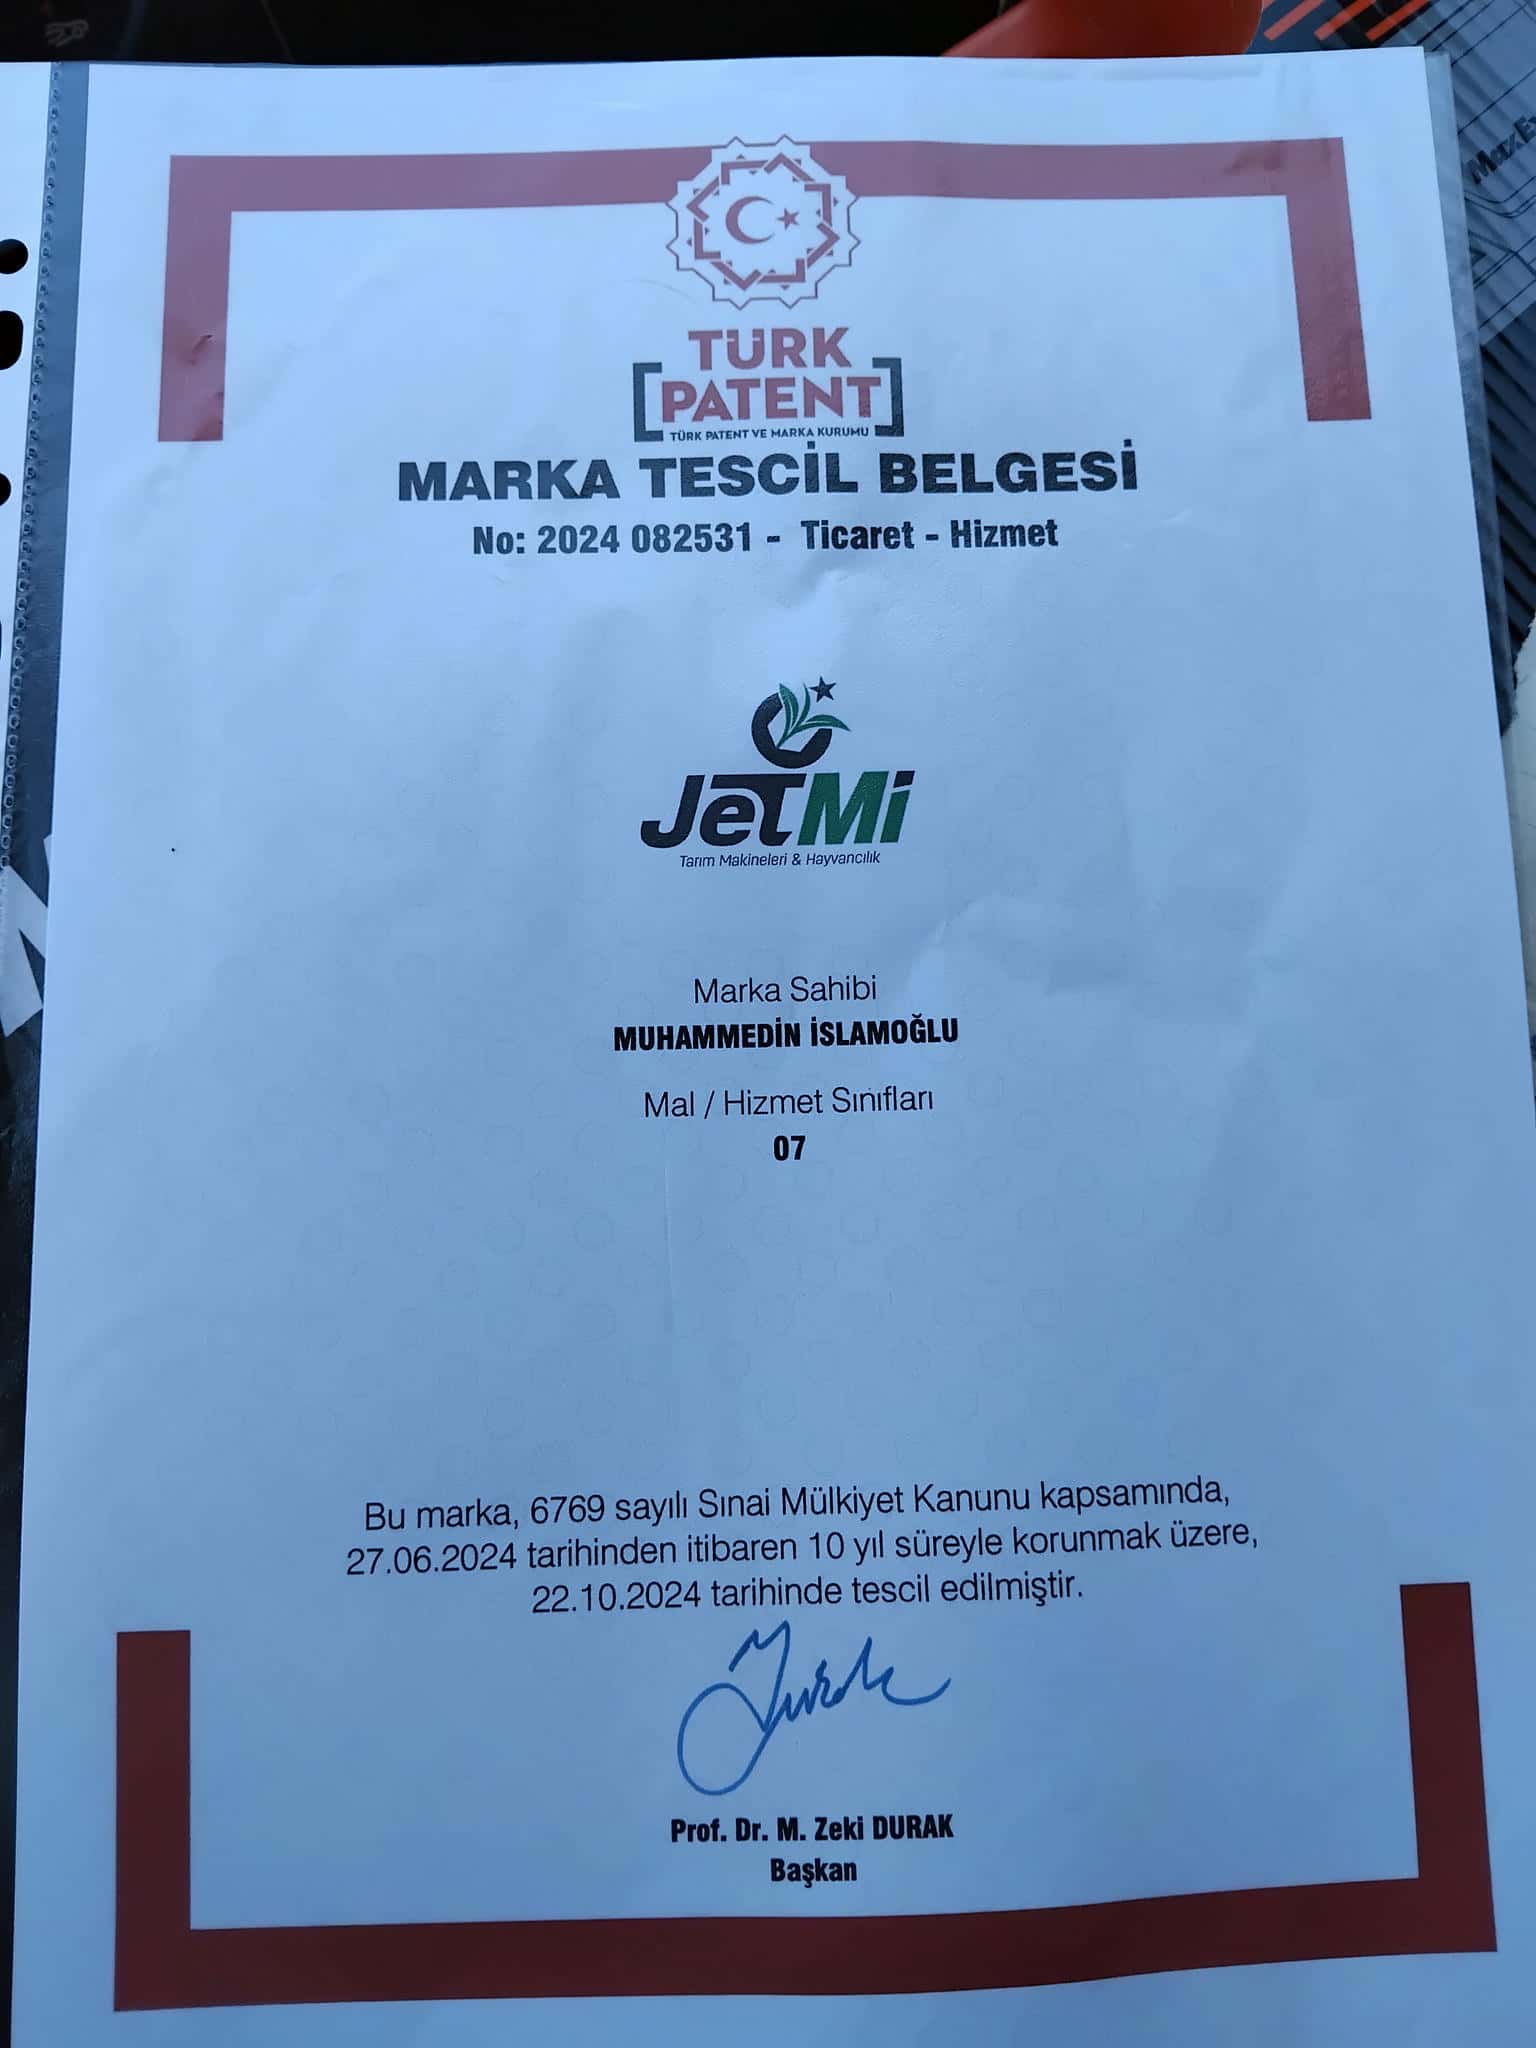 TÜRK
PATENT
TÜRK PATENT VE MARKA KURUMU
MARKA TESCİL BELGESİ
No: 2024 082531 - Ticaret - Hizmet
JeTMi
Tarım Makineleri & Hayvancılık
Marka Sahibi
MUHAMMEDİN İSLAMOĞLU
Mal / Hizmet Sınıfları
07
Bu marka, 6769 sayılı Sınai Mülkiyet Kanunu kapsamında,
27.06.2024 tarihinden itibaren 10 yıl süreyle korunmak üzere,
22.10.2024 tarihinde tescil edilmiştir.
Prof. Dr. M. Zeki DURAK
Başkan